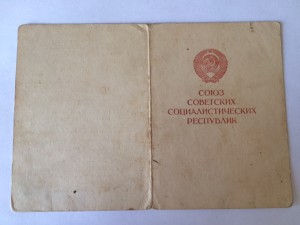 СОЮЗ
СОВЕТСКИХ
СОЦИАЛИСТИЧЕСКИХ
РЕСПУБЛИК